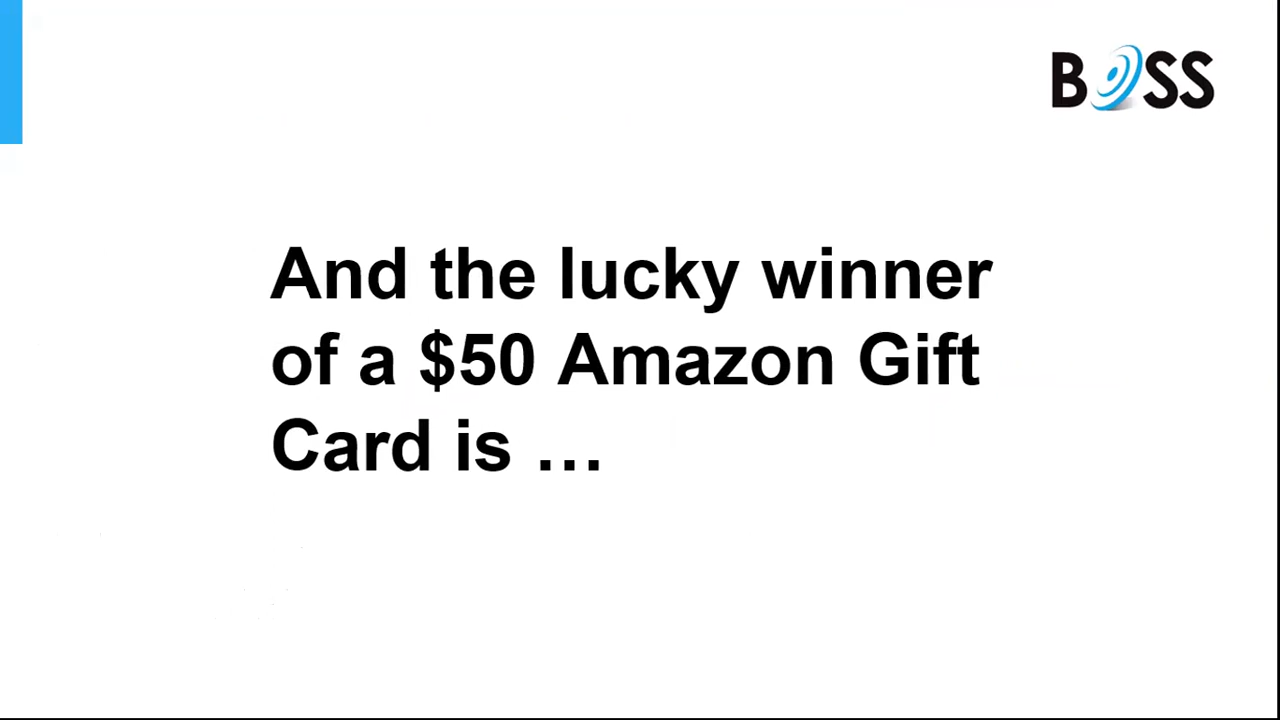 BOSS
And the lucky winner
of a $50 Amazon Gift
Card is …